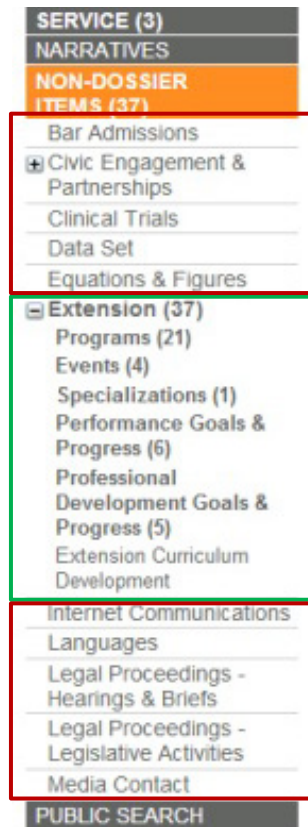 SERVICE (3)
NARRATIVES
NON-DOSSIER
ITEMS (37)
Bar Admissions
Civic Engagement &
Partnerships
Clinical Trials
Data Set
Equations & Figures
Extension (37)
Programs (21)
Events (4)
Specializations (1)
Performance Goals &
Progress (6)
Professional
Development Goals &
Progress (5)
Extension Curriculum
Development
Internet Communications
Languages
Legal Proceedings -
Hearings & Briefs
Legal Proceedings -
Legislative Activities
Media Contact
PUBLIC SEARCH